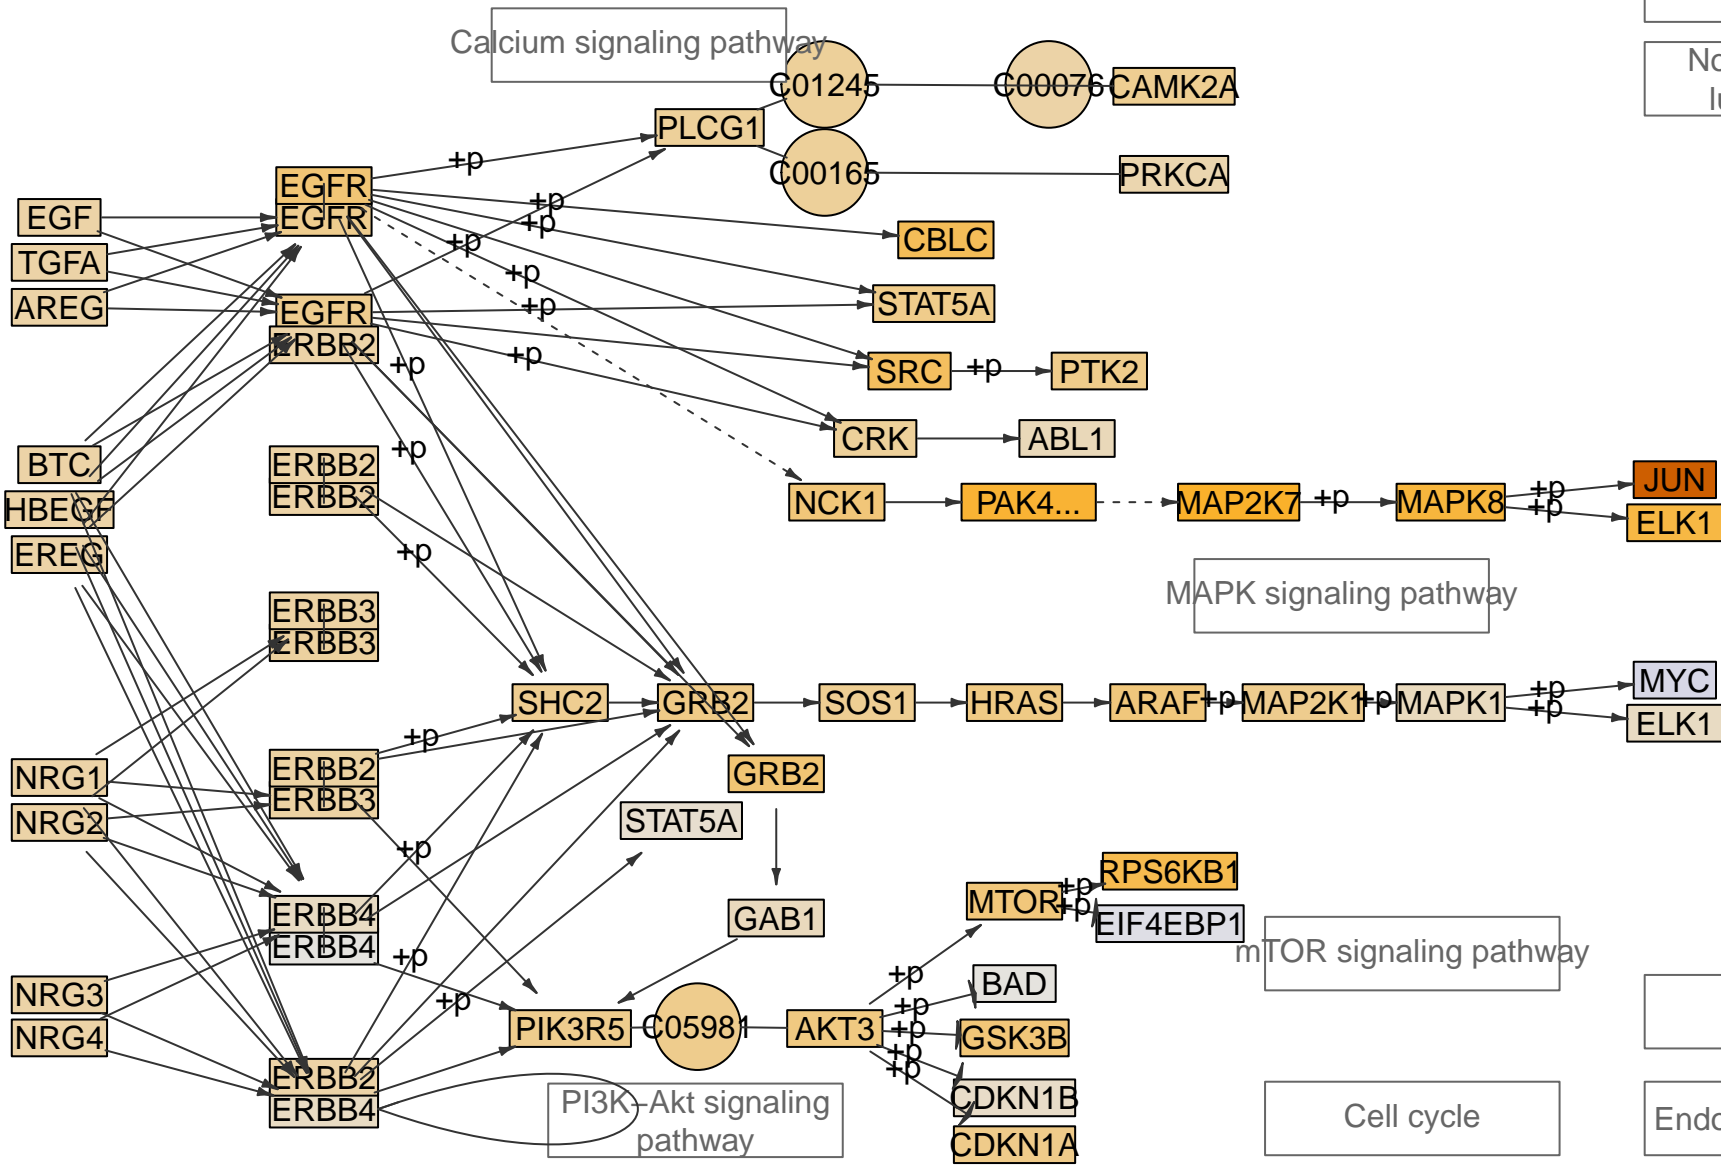 Calcium signaling pathway
No
lu
C01245
C00076
CAMK2A
PLCG1
+p
C00165
PRKCA
EGFR
EGFR
EGF
+p
+p
CBLC
TGFA
+p
+p
AREG
EGFR
+p
STAT5A
ERBB2
+p
+p
SRC
+p
PTK2
CRK
ABL1
BTC
ERBB2
+p
ERBB2
HBEGF
NCK1
PAK4...
MAP2K7
+p
MAPK8
+p
+p
JUN
ELK1
EREG
+p
MAPK signaling pathway
ERBB3
ERBB3
SHC2
GRB2
SOS1
HRAS
ARAF
+p
MAP2K1
+p
MAPK1
+p
+p
MYC
ELK1
+p
NRG1
ERBB2
ERBB3
GRB2
NRG2
STAT5A
+p
ERBB4
ERBB4
GAB1
MTOR
+p
+p
RPS6KB1
EIF4EBP1
mTOR signaling pathway
+p
+p
BAD
NRG3
+p
+p
NRG4
PIK3R5
C05981
AKT3
+p
GSK3B
+p
+p
ERBB2
ERBB4
PI3K-Akt signaling
pathway
CDKN1B
CDKN1A
Cell cycle
Endo